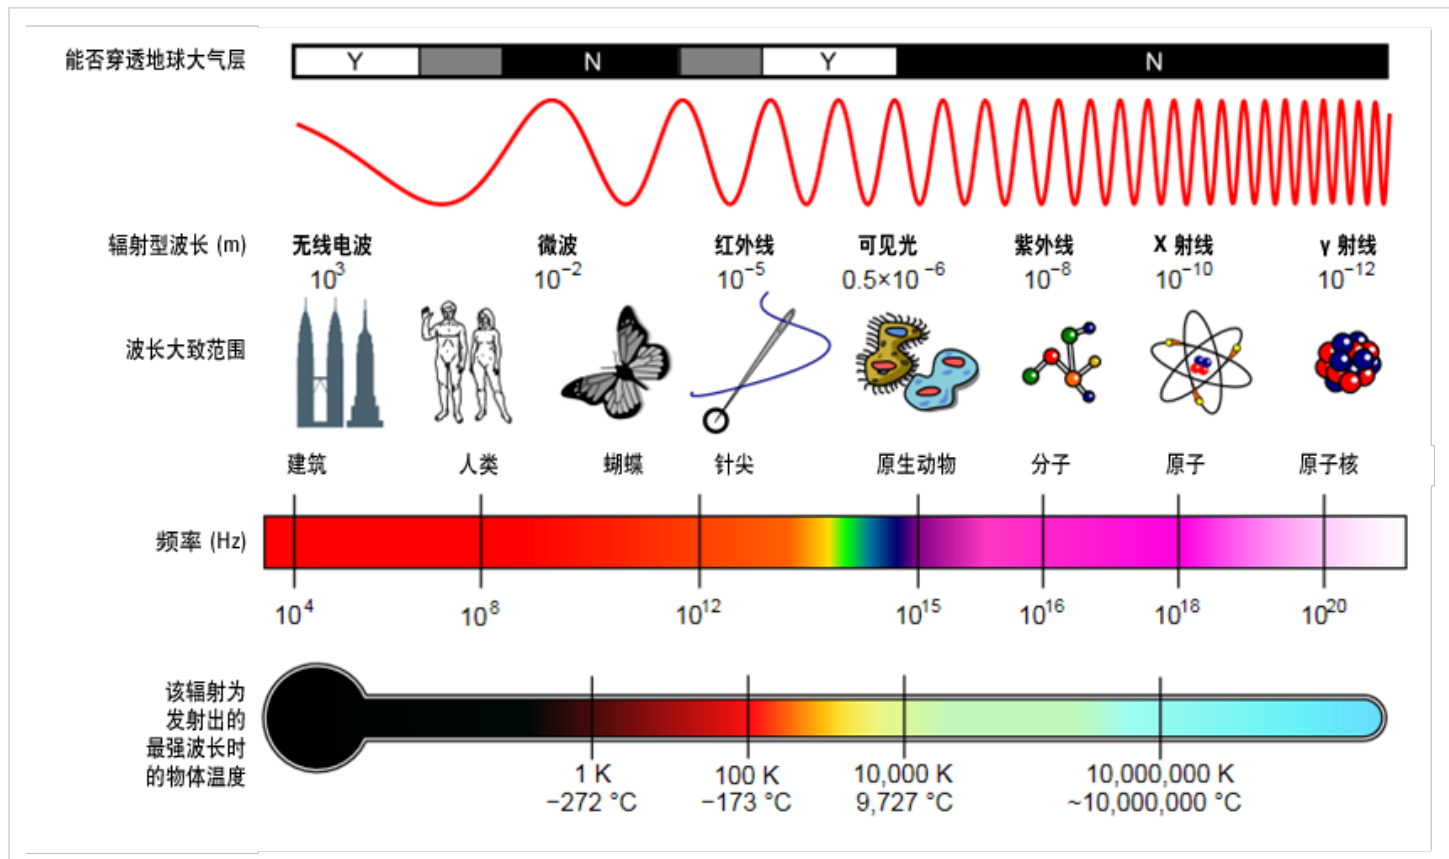 能否穿透地球大气层 Y N Y N
辐射型波长 (m) 无线电波 微波 红外线 可见光 紫外线 X 射线 γ 射线
10³ 10⁻² 10⁻⁵ 0.5×10⁻⁶ 10⁻⁸ 10⁻¹⁰ 10⁻¹²
波长大致范围
建筑 人类 蝴蝶 针尖 原生动物 分子 原子 原子核
频率 (Hz)
10⁴ 10⁸ 10¹² 10¹⁵ 10¹⁶ 10¹⁸ 10²⁰
该辐射为
发射出的
最强波长时
的物体温度
1 K 100 K 10,000 K 10,000,000 K
−272 °C −173 °C 9,727 °C ~10,000,000 °C